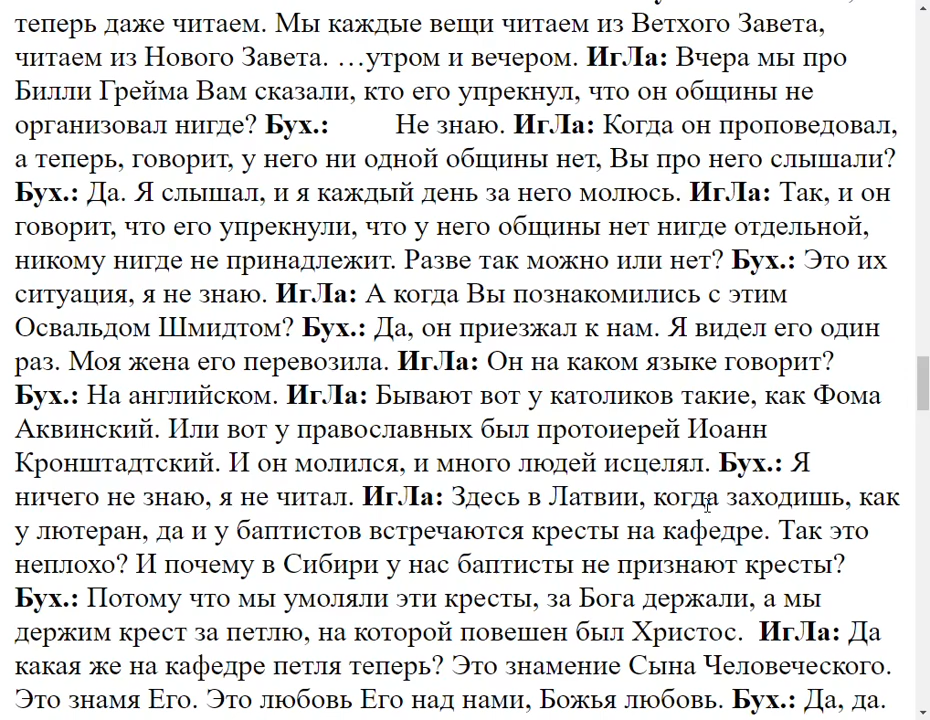 теперь даже читаем. Мы каждые вещи читаем из Ветхого Завета,
читаем из Нового Завета. …утром и вечером. ИгЛа: Вчера мы про
Билли Грейма Вам сказали, кто его упрекнул, что он общины не
организовал нигде? Бух.: Не знаю. ИгЛа: Когда он проповедовал,
а теперь, говорит, у него ни одной общины нет, Вы про него слышали?
Бух.: Да. Я слышал, и я каждый день за него молюсь. ИгЛа: Так, и он
говорит, что его упрекнули, что у него общины нет нигде отдельной,
никому нигде не принадлежит. Разве так можно или нет? Бух.: Это их
ситуация, я не знаю. ИгЛа: А когда Вы познакомились с этим
Освальдом Шмидтом? Бух.: Да, он приезжал к нам. Я видел его один
раз. Моя жена его перевозила. ИгЛа: Он на каком языке говорит?
Бух.: На английском. ИгЛа: Бывают вот у католиков такие, как Фома
Аквинский. Или вот у православных был протоиерей Иоанн
Кронштадтский. И он молился, и много людей исцелял. Бух.: Я
ничего не знаю, я не читал. ИгЛа: Здесь в Латвии, когда заходишь, как
у лютеран, да и у баптистов встречаются кресты на кафедре. Так это
неплохо? И почему в Сибири у нас баптисты не признают кресты?
Бух.: Потому что мы умоляли эти кресты, за Бога держали, а мы
держим крест за петлю, на которой повешен был Христос. ИгЛа: Да
какая же на кафедре петля теперь? Это знамение Сына Человеческого.
Это знамя Его. Это любовь Его над нами, Божья любовь. Бух.: Да, да.